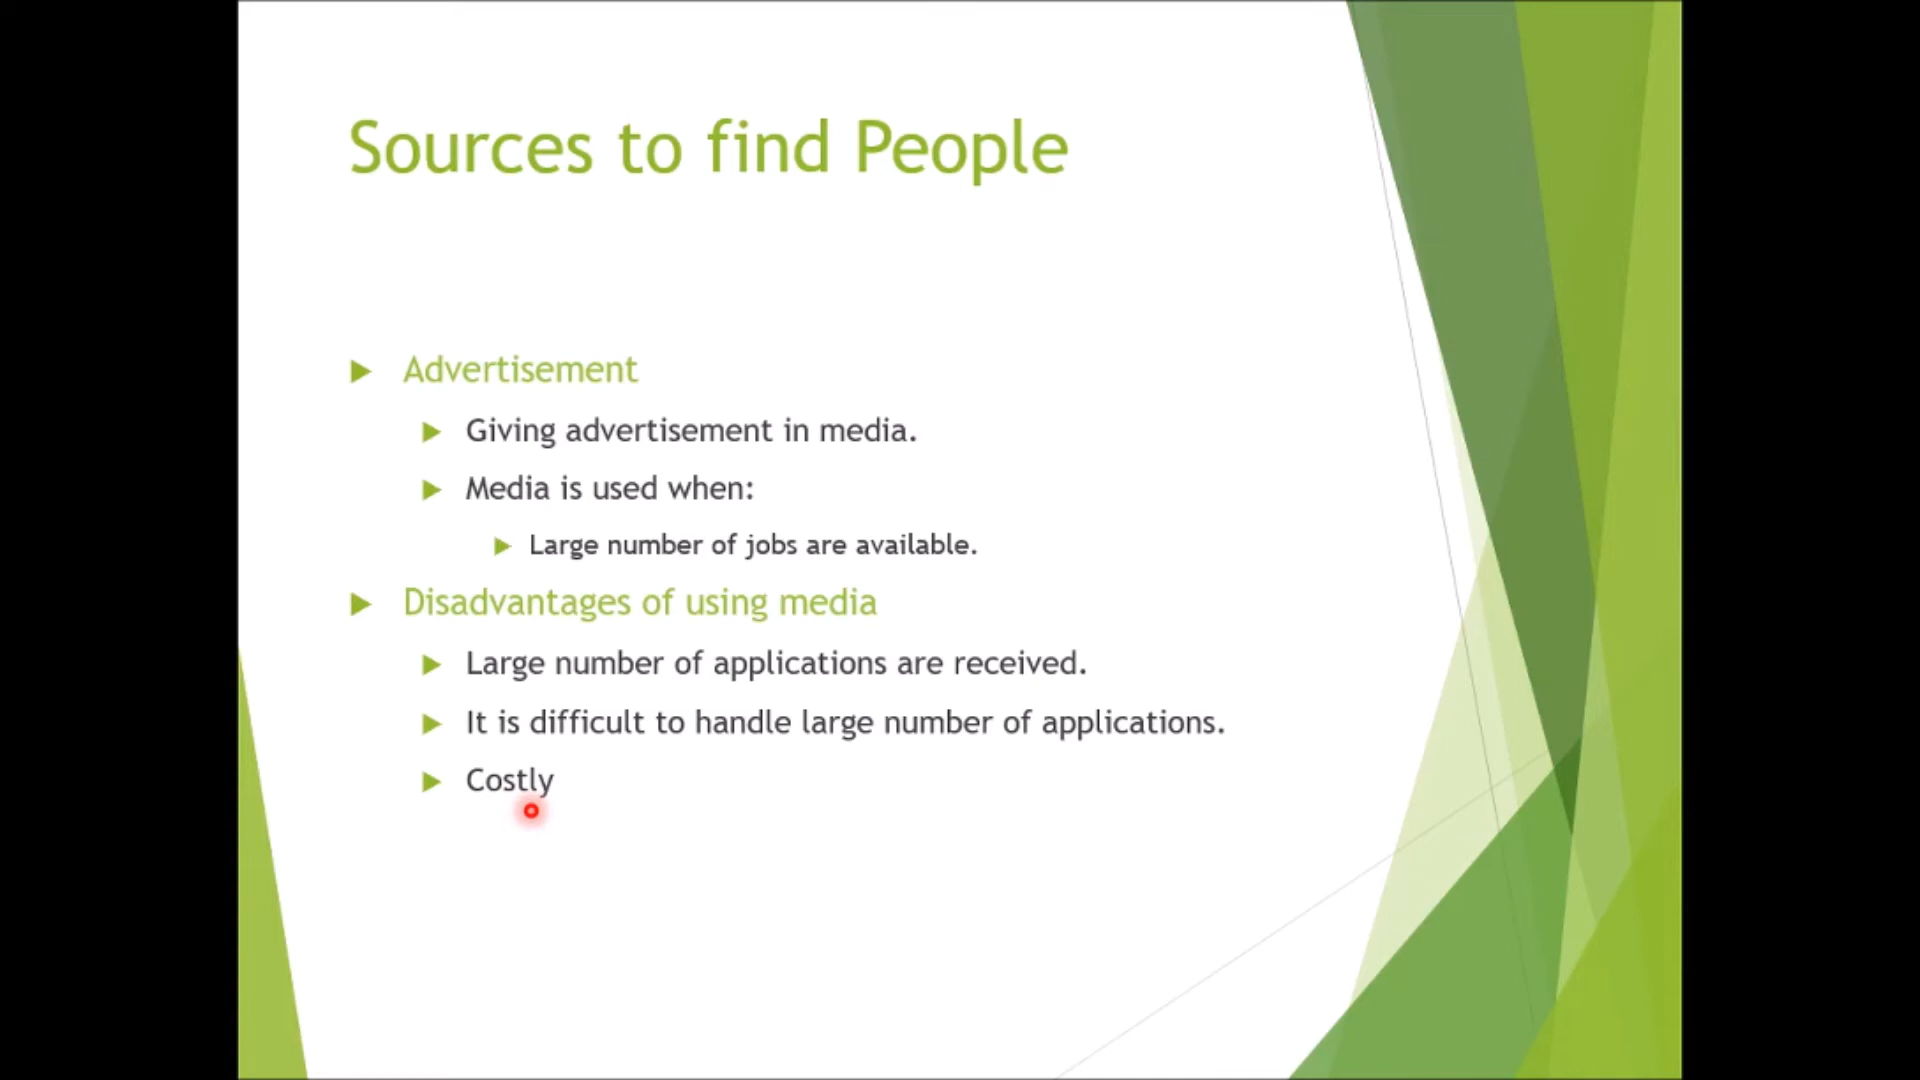 Sources to find People
Advertisement
Giving advertisement in media.
Media is used when:
Large number of jobs are available.
Disadvantages of using media
Large number of applications are received.
It is difficult to handle large number of applications.
Costly